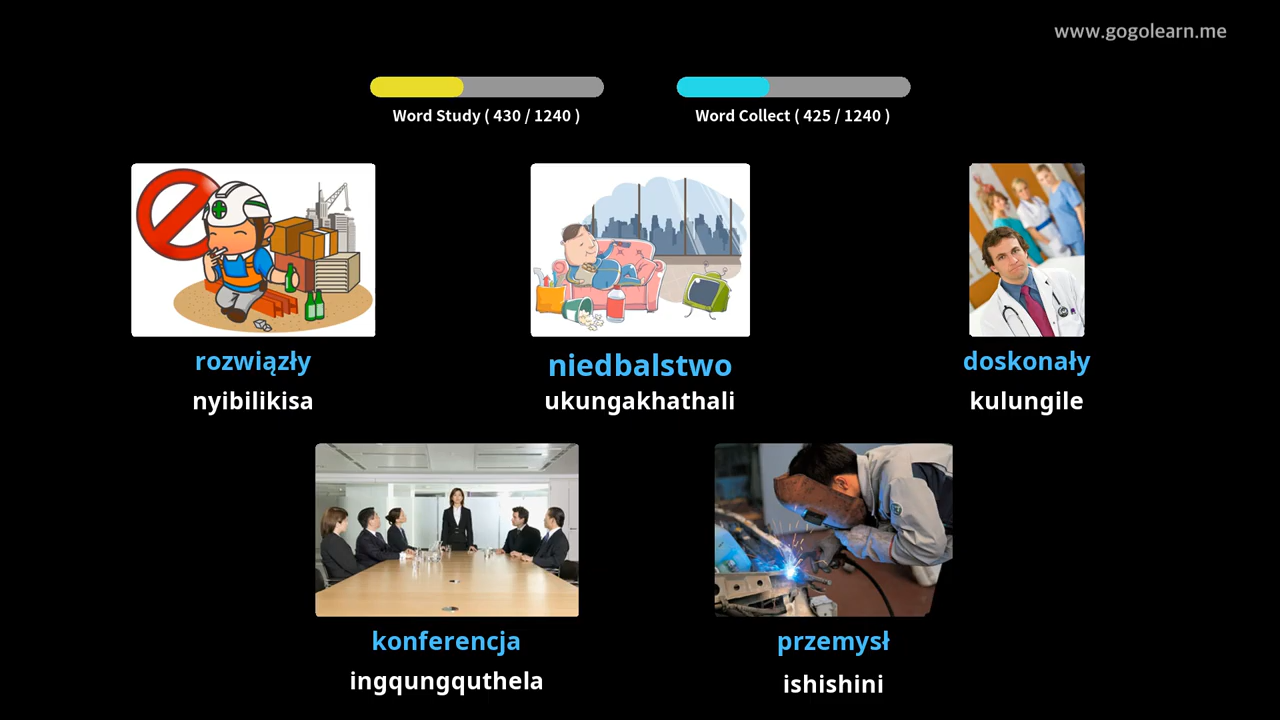 www.gogolearn.me
Word Study ( 430 / 1240 )
Word Collect ( 425 / 1240 )
rozwiązły
nyibilikisa
niedbalstwo
ukungakhathali
doskonały
kulungile
konferencja
ingqungquthela
przemysł
ishishini